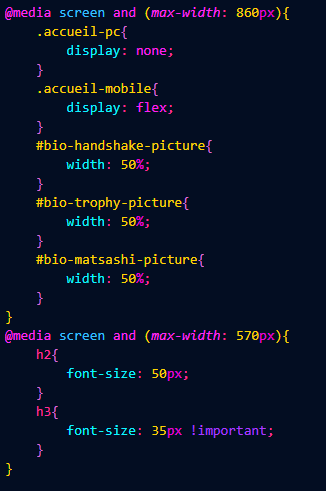 @media screen and (max-width: 860px){
    .accueil-pc{
        display: none;
    }
    .accueil-mobile{
        display: flex;
    }
    #bio-handshake-picture{
        width: 50%;
    }
    #bio-trophy-picture{
        width: 50%;
    }
    #bio-matsashi-picture{
        width: 50%;
    }
}
@media screen and (max-width: 570px){
    h2{
        font-size: 50px;
    }
    h3{
        font-size: 35px !important;
    }
}